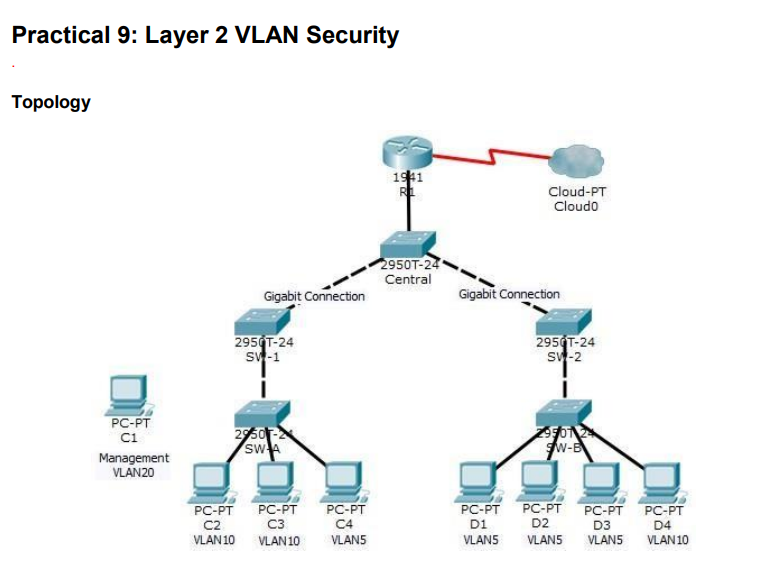 Practical 9: Layer 2 VLAN Security
.
Topology
1941
R1
Cloud-PT
Cloud0
2950T-24
Central
Gigabit Connection
Gigabit Connection
2950T-24
SW-1
2950T-24
SW-2
PC-PT
C1
Management
VLAN20
2950T-24
SW-A
2950T-24
SW-B
PC-PT
C2
VLAN10
PC-PT
C3
VLAN10
PC-PT
C4
VLAN5
PC-PT
D1
VLAN5
PC-PT
D2
VLAN5
PC-PT
D3
VLAN5
PC-PT
D4
VLAN10